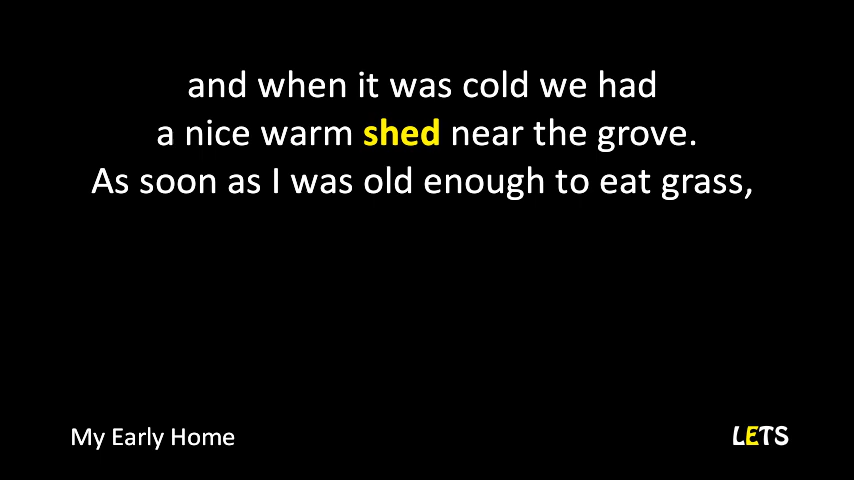 and when it was cold we had
a nice warm shed near the grove.
As soon as I was old enough to eat grass,
My Early Home
LETS